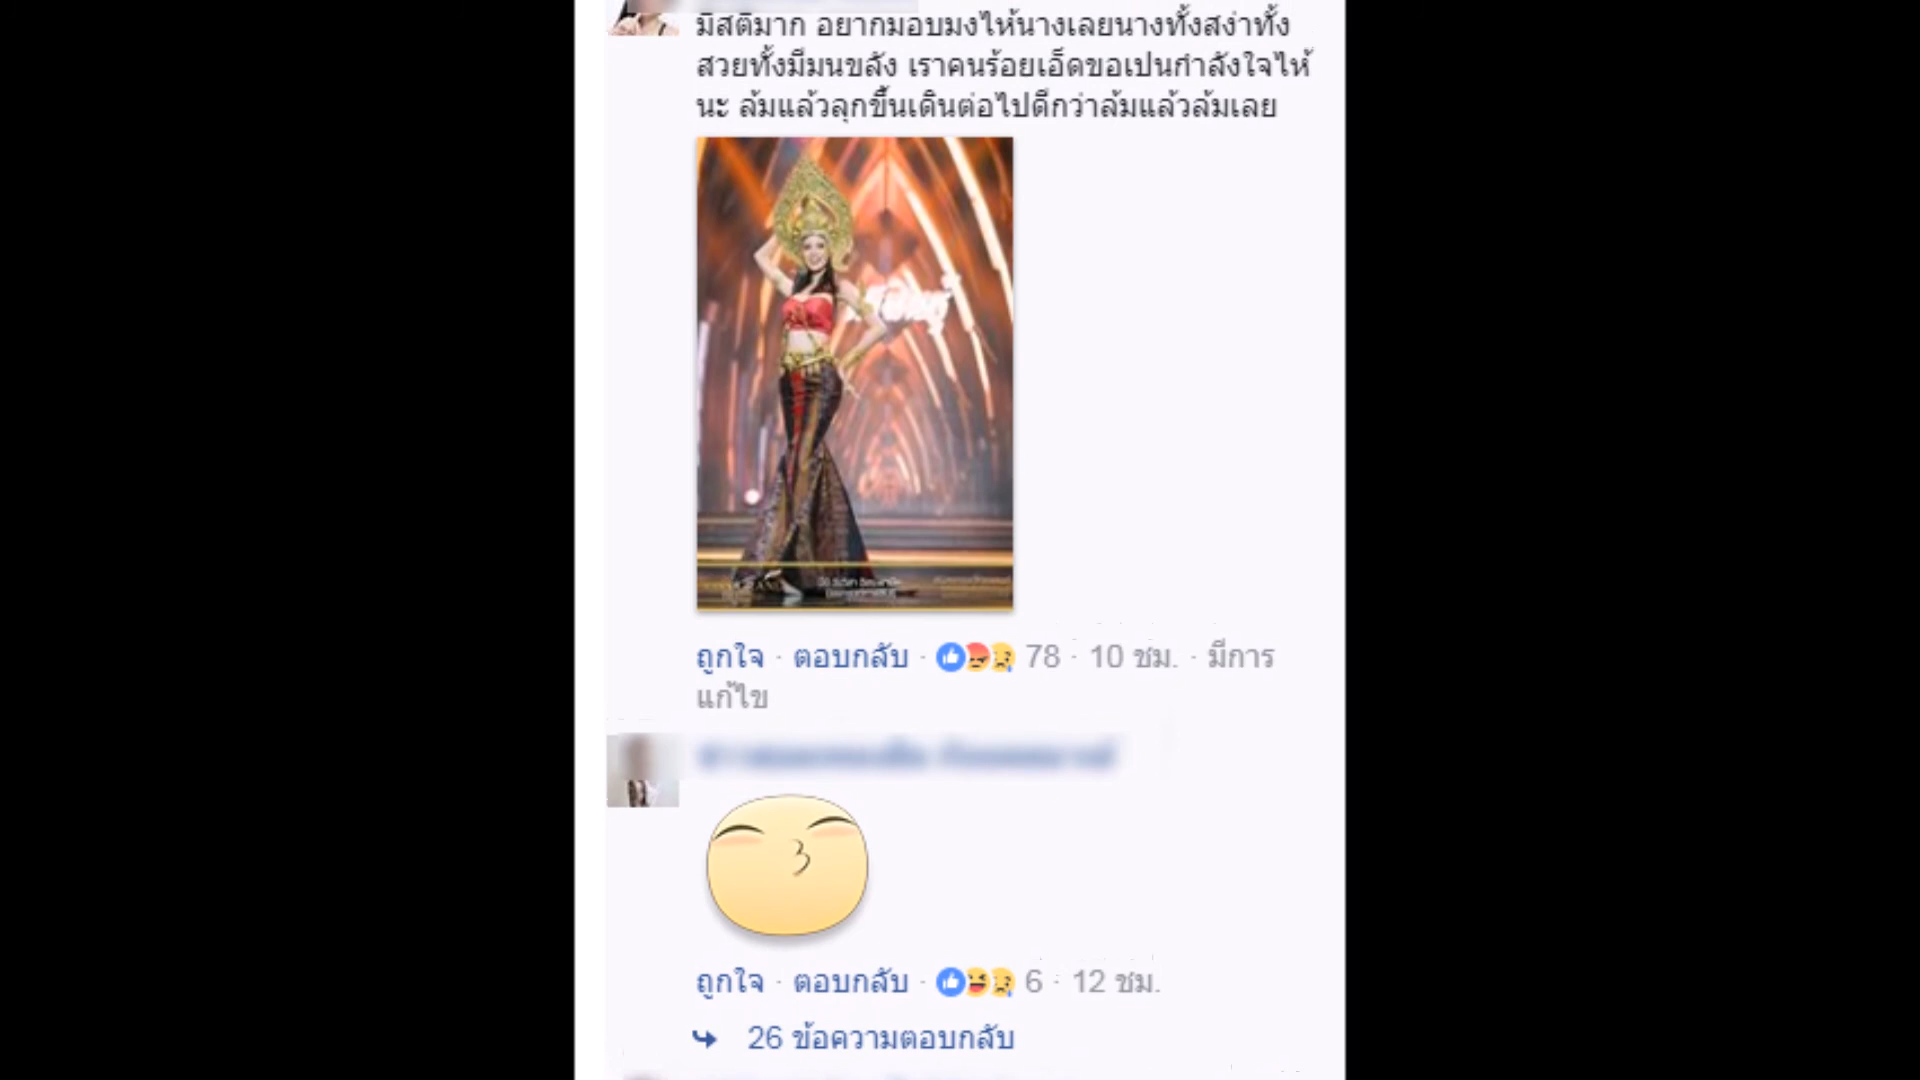 มีสติมาก อยากมอบมงไห้นางเลยนางทั้งสง่าทั้ง
สวยทั้งมีมนขลัง เราคนร้อยเอ็ดขอเปนกำลังใจไห้
นะ ล้มแล้วลุกขึ้นเดินต่อไปดีกว่าล้มแล้วล้มเลย
ถูกใจ · ตอบกลับ · 78 · 10 ชม. · มีการ
แก้ไข
ถูกใจ · ตอบกลับ · 6 · 12 ชม.
26 ข้อความตอบกลับ